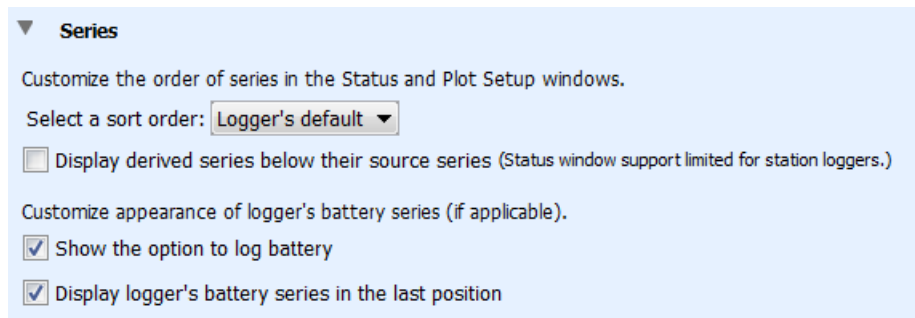 Series
Customize the order of series in the Status and Plot Setup windows.
Select a sort order: Logger's default
Display derived series below their source series (Status window support limited for station loggers.)
Customize appearance of logger's battery series (if applicable).
Show the option to log battery
Display logger's battery series in the last position